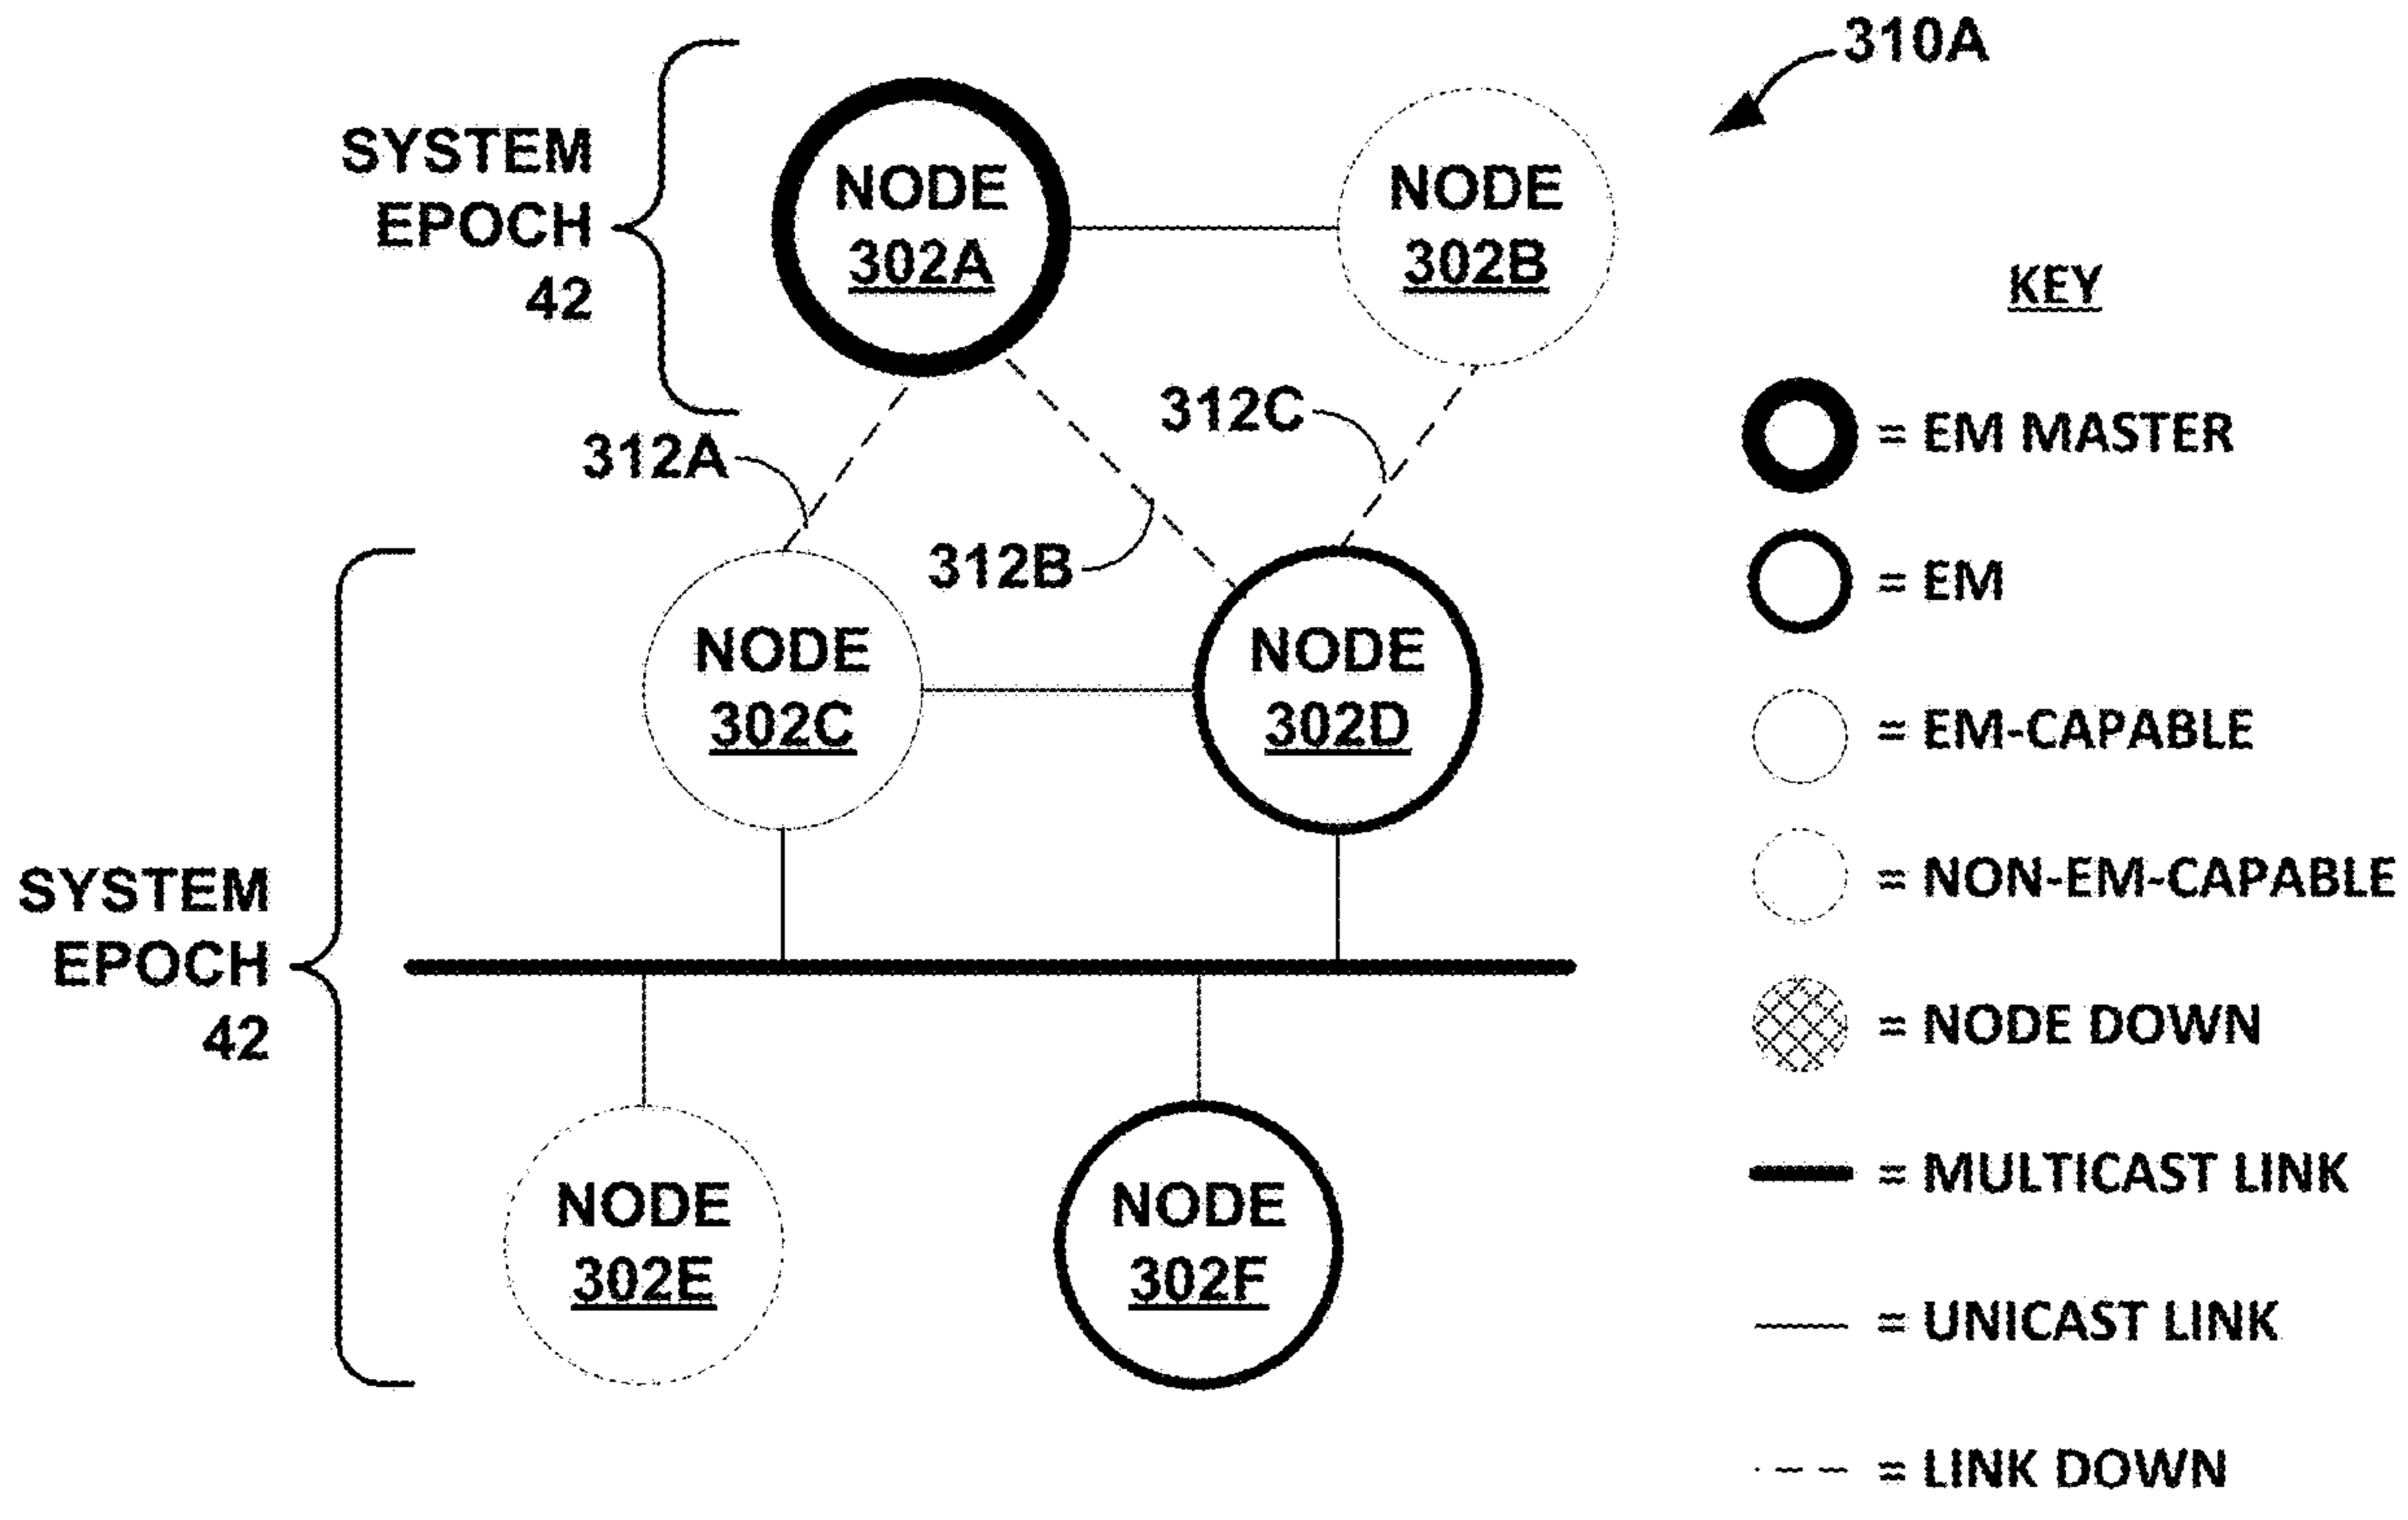 310A
SYSTEM
EPOCH
42
NODE
302A
NODE
302B
312A
312B
312C
SYSTEM
EPOCH
42
NODE
302C
NODE
302D
NODE
302E
NODE
302F
KEY
= EM MASTER
= EM
= EM-CAPABLE
= NON-EM-CAPABLE
= NODE DOWN
= MULTICAST LINK
= UNICAST LINK
= LINK DOWN